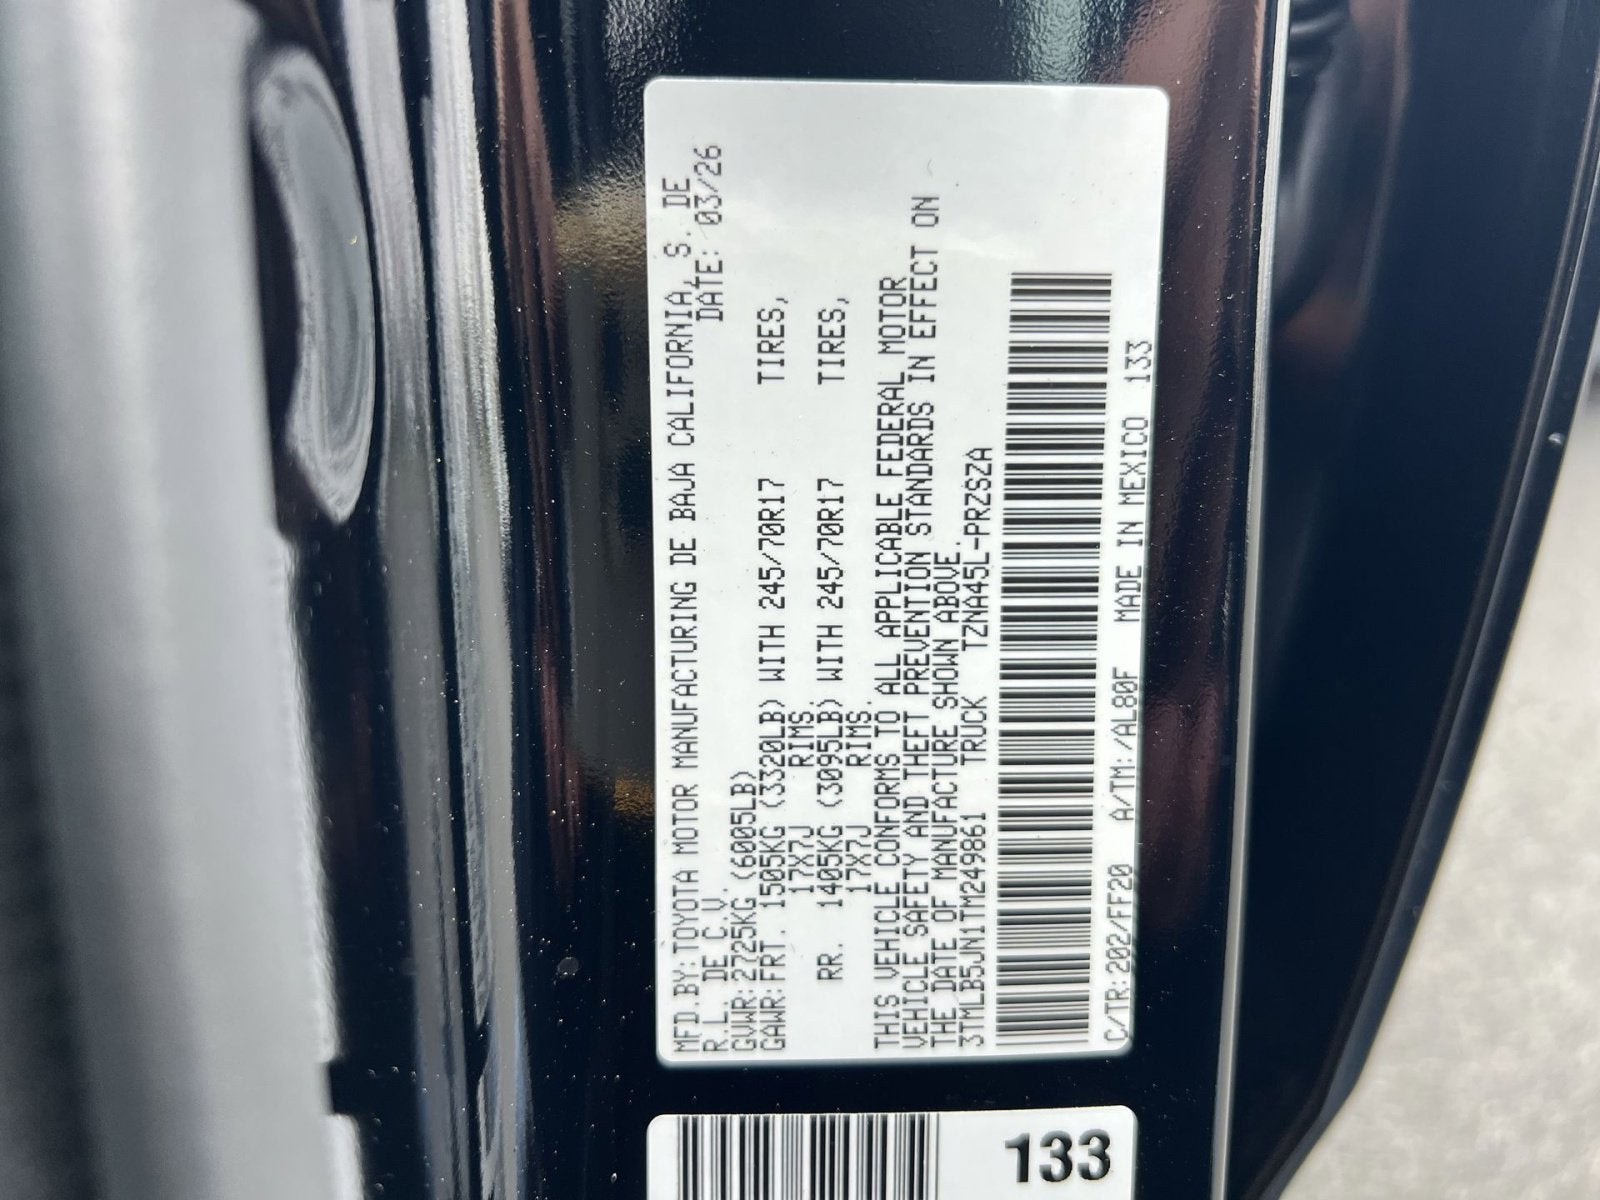 MFD.BY:TOYOTA MOTOR MANUFACTURING DE BAJA CALIFORNIA, S. DE
R.L. DE C.V. DATE: 03/26
GVWR:2725KG (6005LB)
GAWR:FRT. 1505KG (3320LB) WITH 245/70R17 TIRES,
17X7J RIMS.
RR. 1405KG (3095LB) WITH 245/70R17 TIRES,
17X7J RIMS.
THIS VEHICLE CONFORMS TO ALL APPLICABLE FEDERAL MOTOR
VEHICLE SAFETY AND THEFT PREVENTION STANDARDS IN EFFECT ON
THE DATE OF MANUFACTURE SHOWN ABOVE.
3TMLB5JN1TM249861 TRUCK TZNA45L-PRZSZA
C/TR:202/FF20 A/TM:/AL80F MADE IN MEXICO 133
133